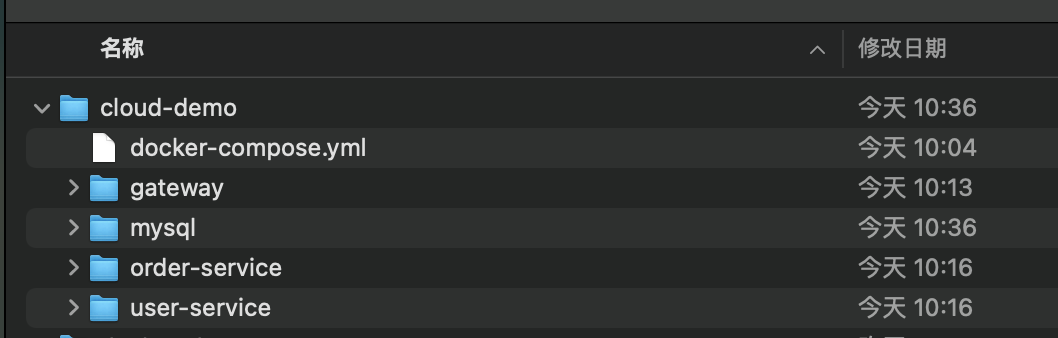 名称 修改日期
cloud-demo 今天 10:36
docker-compose.yml 今天 10:04
gateway 今天 10:13
mysql 今天 10:36
order-service 今天 10:16
user-service 今天 10:16